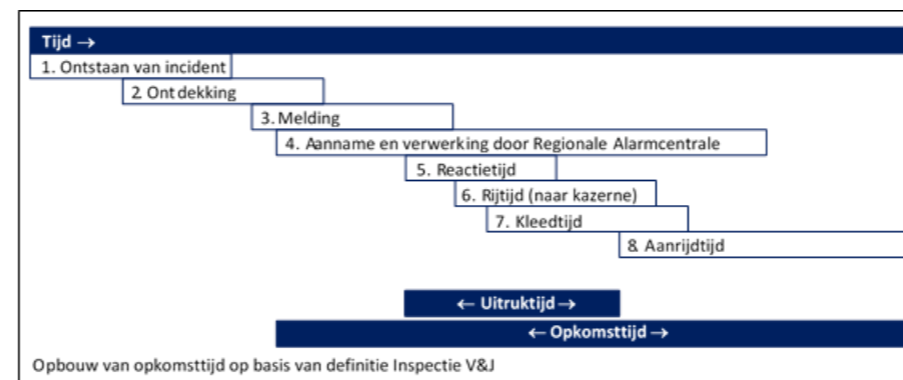 Tijd →
1. Ontstaan van incident
2. Ontdekking
3. Melding
4. Aanname en verwerking door Regionale Alarmcentrale
5. Reactietijd
6. Rijtijd (naar kazerne)
7. Kleedtijd
8. Aanrijdtijd
← Uitruktijd →
← Opkomsttijd →
Opbouw van opkomsttijd op basis van definitie Inspectie V&J